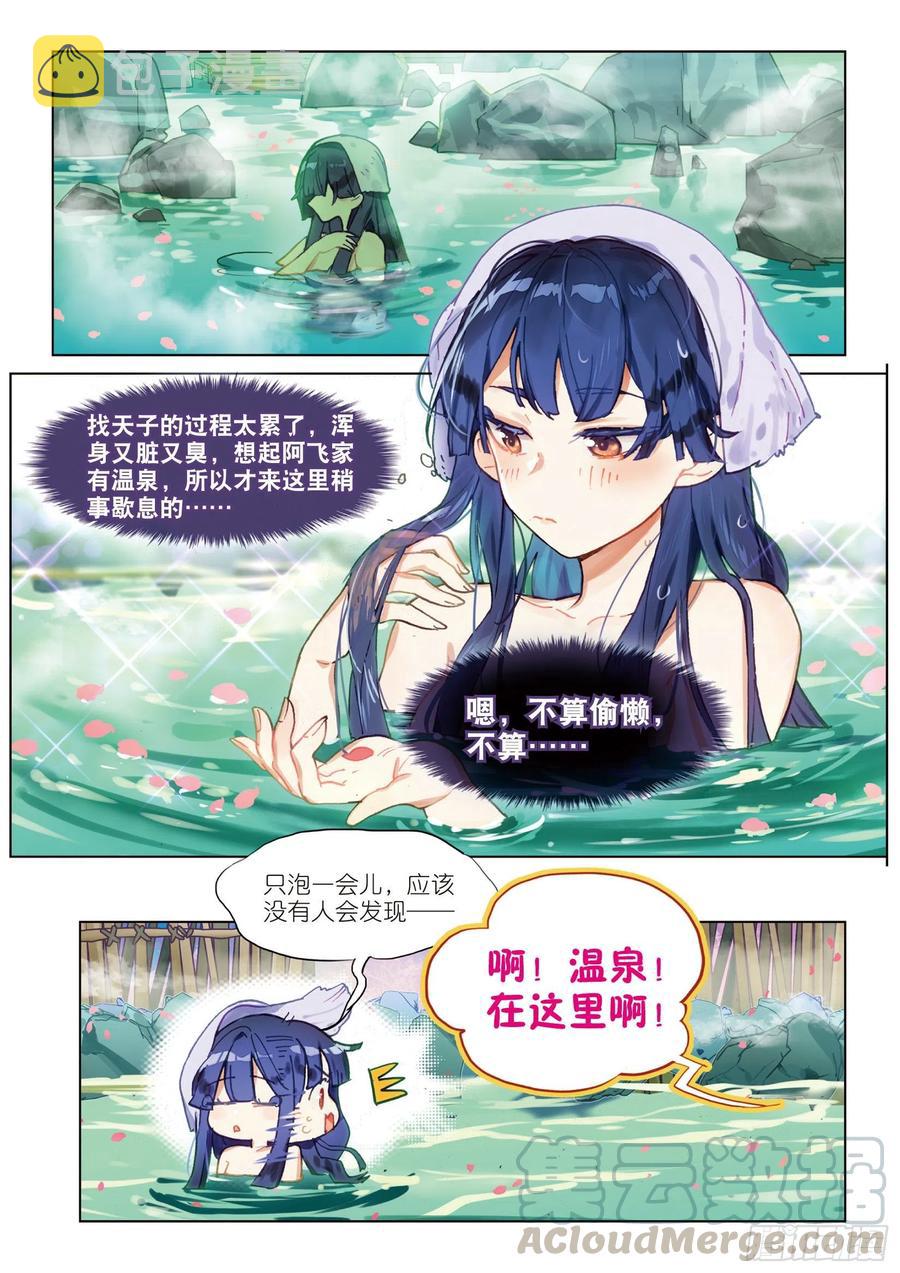 包子漫畫
找天子的过程太累了，浑
身又脏又臭，想起阿飞家
有温泉，所以才来这里稍
事歇息的……
嗯，不算偷懒，
不算……
只泡一会儿，应该
没有人会发现——
啊！温泉！
在这里啊！
集云数据
acloudmerge.com